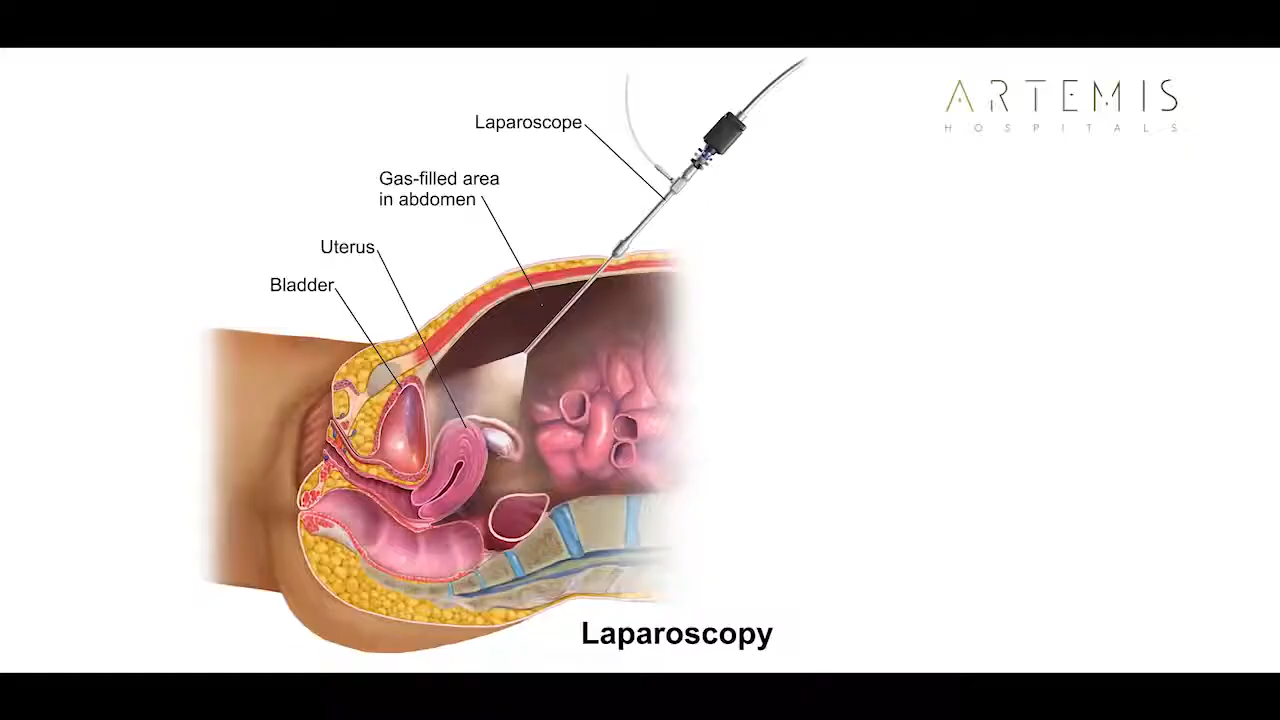 ARTEMIS
HOSPITALS
Laparoscope
Gas-filled area
in abdomen
Uterus
Bladder
Laparoscopy